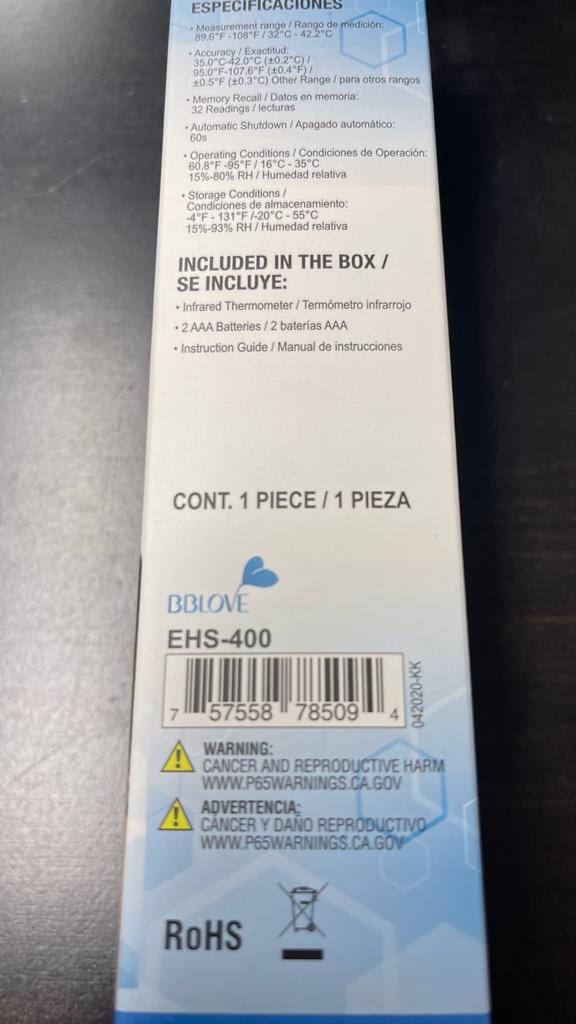 ESPECIFICACIONES
• Measurement range / Rango de medición:
89.6°F -108°F / 32°C - 42.2°C
• Accuracy / Exactitud:
35.0°C-42.0°C (±0.2°C) /
95.0°F-107.6°F (±0.4°F) /
±0.5°F (±0.3°C) Other Range / para otros rangos
• Memory Recall / Datos en memoria:
32 Readings / lecturas
• Automatic Shutdown / Apagado automático:
60s
• Operating Conditions / Condiciones de Operación:
60.8°F -95°F / 16°C - 35°C
15%-80% RH / Humedad relativa
• Storage Conditions /
Condiciones de almacenamiento:
-4°F - 131°F /-20°C - 55°C
15%-93% RH / Humedad relativa
INCLUDED IN THE BOX /
SE INCLUYE:
• Infrared Thermometer / Termómetro infrarrojo
• 2 AAA Batteries / 2 baterías AAA
• Instruction Guide / Manual de instrucciones
CONT. 1 PIECE / 1 PIEZA
BBLOVE
EHS-400
7 57558 78509 4
042020-KK
WARNING:
CANCER AND REPRODUCTIVE HARM
WWW.P65WARNINGS.CA.GOV
ADVERTENCIA:
CÁNCER Y DAÑO REPRODUCTIVO
WWW.P65WARNINGS.CA.GOV
RoHS